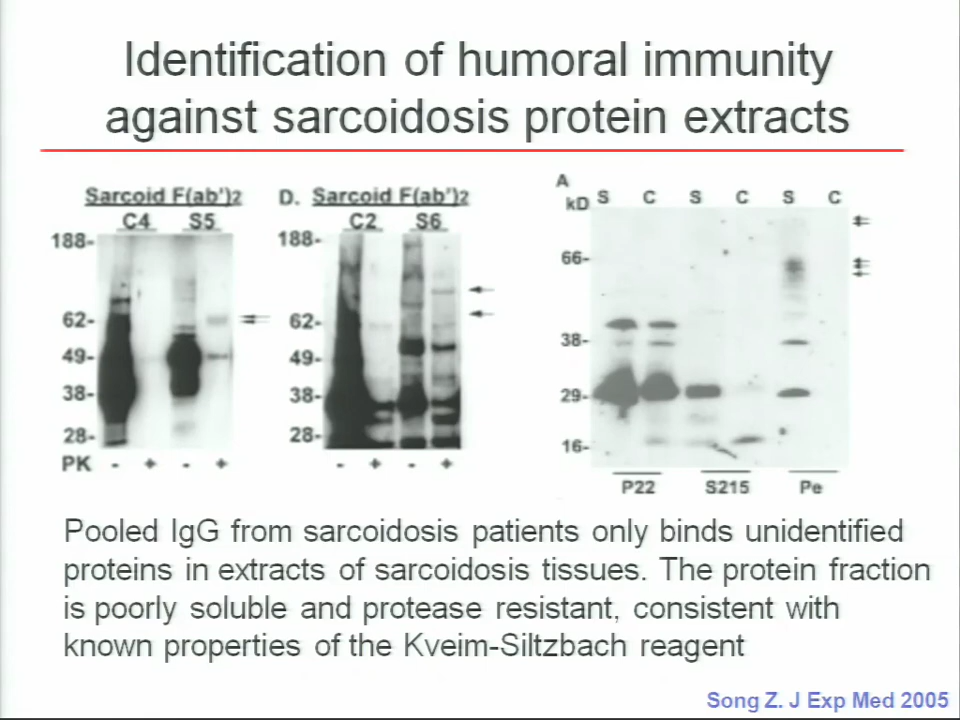 Identification of humoral immunity
against sarcoidosis protein extracts
Sarcoid F(ab')2
C4 S5
188-
62-
49-
38-
28-
PK - + - +
D. Sarcoid F(ab')2
C2 S6
188-
62-
49-
38-
28-
- + - +
A
kD S C S C S C
66-
38-
29-
16-
P22 S215 Pe
Pooled IgG from sarcoidosis patients only binds unidentified
proteins in extracts of sarcoidosis tissues. The protein fraction
is poorly soluble and protease resistant, consistent with
known properties of the Kveim-Siltzbach reagent
Song Z. J Exp Med 2005